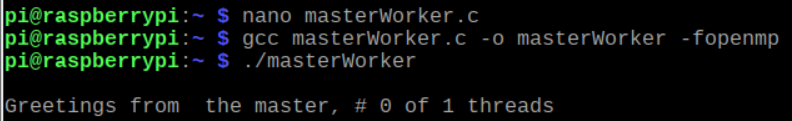 pi@raspberrypi:~ $ nano masterWorker.c
pi@raspberrypi:~ $ gcc masterWorker.c -o masterWorker -fopenmp
pi@raspberrypi:~ $ ./masterWorker
Greetings from  the master, # 0 of 1 threads